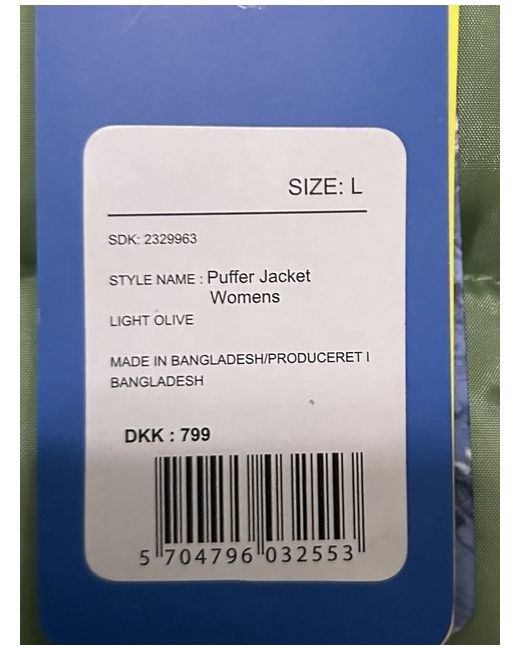 SIZE: L
SDK: 2329963
STYLE NAME : Puffer Jacket
Womens
LIGHT OLIVE
MADE IN BANGLADESH/PRODUCERET I
BANGLADESH
DKK : 799
5 704796 032553